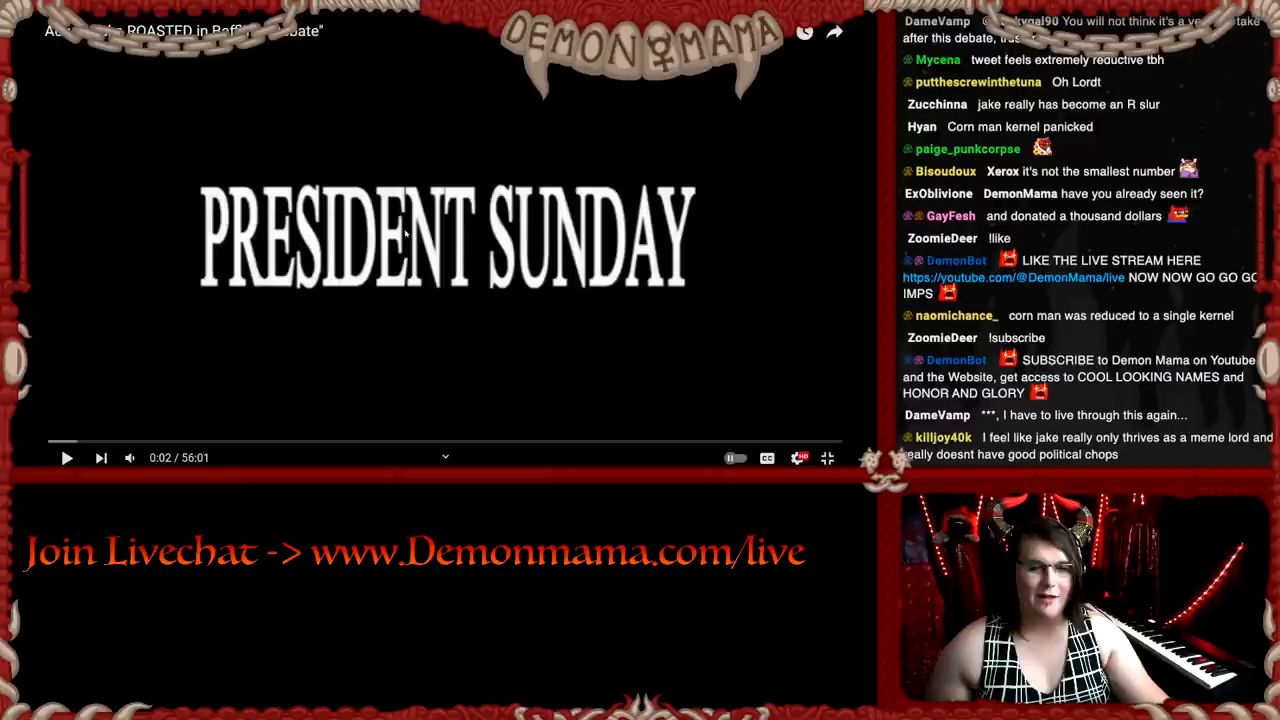 ROASTED in
DEMON MAMA
PRESIDENT SUNDAY
0:02 / 56:01
CC
HD
Join Livechat -> www.Demonmama.com/live
DameVamp
You will not think it's a
after this debate,
Mycena tweet feels extremely reductive tbh
putthescrewinthetuna Oh Lordt
Zucchinna jake really has become an R slur
Hyan Corn man kernel panicked
paige_punkcorpse
Bisoudoux Xerox it's not the smallest number
ExOblivione DemonMama have you already seen it?
GayFesh and donated a thousand dollars
ZoomieDeer !like
DemonBot LIKE THE LIVE STREAM HERE
https://youtube.com/@DemonMama/live NOW NOW GO GO GO
IMPS
naomichance_ corn man was reduced to a single kernel
ZoomieDeer !subscribe
DemonBot SUBSCRIBE to Demon Mama on Youtube
and the Website, get access to COOL LOOKING NAMES and
HONOR AND GLORY
DameVamp ***, I have to live through this again...
killjoy40k I feel like jake really only thrives as a meme lord and
really doesnt have good political chops